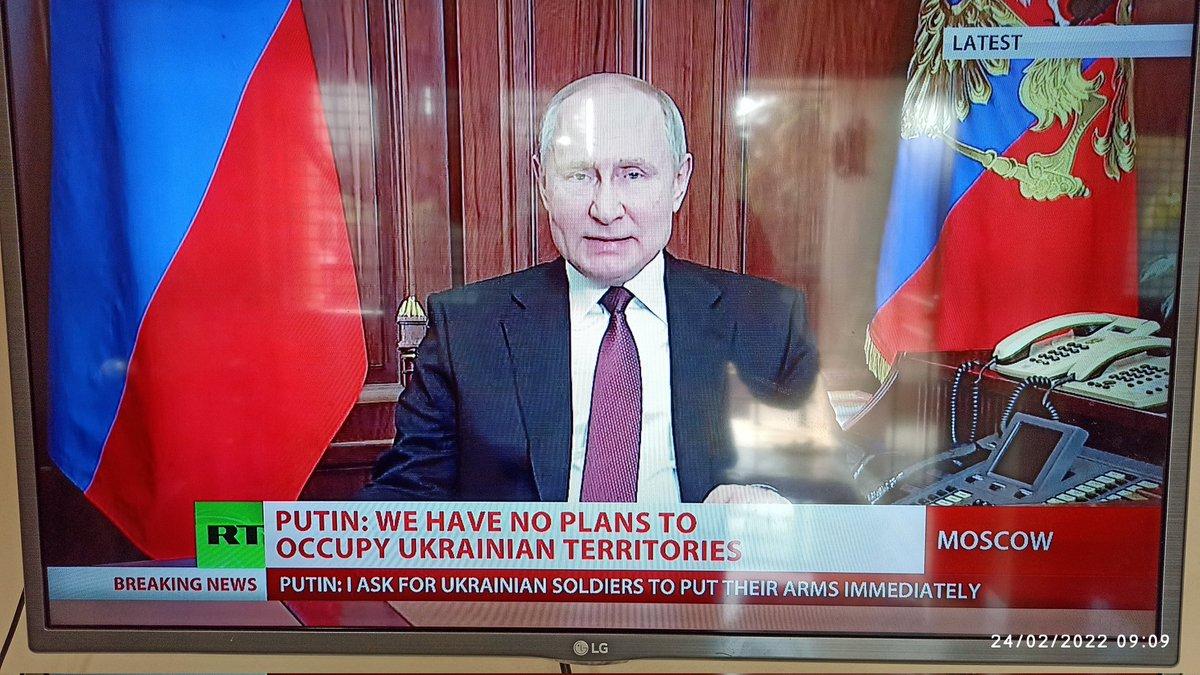 LATEST
RT
PUTIN: WE HAVE NO PLANS TO
OCCUPY UKRAINIAN TERRITORIES
MOSCOW
BREAKING NEWS
PUTIN: I ASK FOR UKRAINIAN SOLDIERS TO PUT THEIR ARMS IMMEDIATELY
LG
24/02/2022 09:09